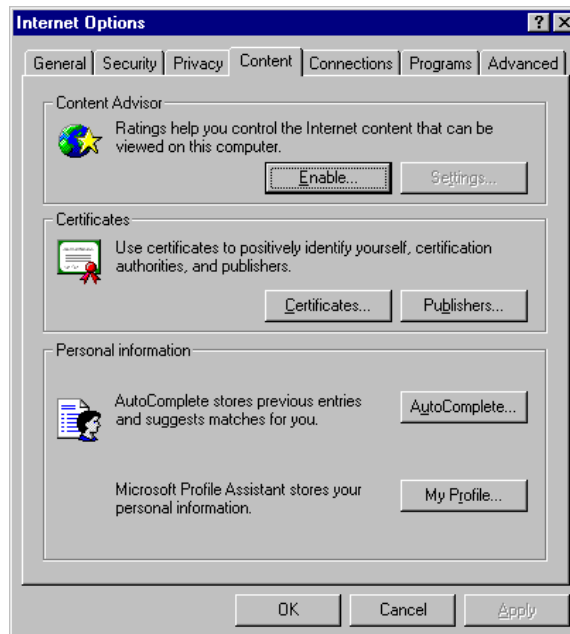 Internet Options
General Security Privacy Content Connections Programs Advanced
Content Advisor
Ratings help you control the Internet content that can be
viewed on this computer.
Enable... Settings...
Certificates
Use certificates to positively identify yourself, certification
authorities, and publishers.
Certificates... Publishers...
Personal information
AutoComplete stores previous entries
and suggests matches for you.
AutoComplete...
Microsoft Profile Assistant stores your
personal information.
My Profile...
OK Cancel Apply